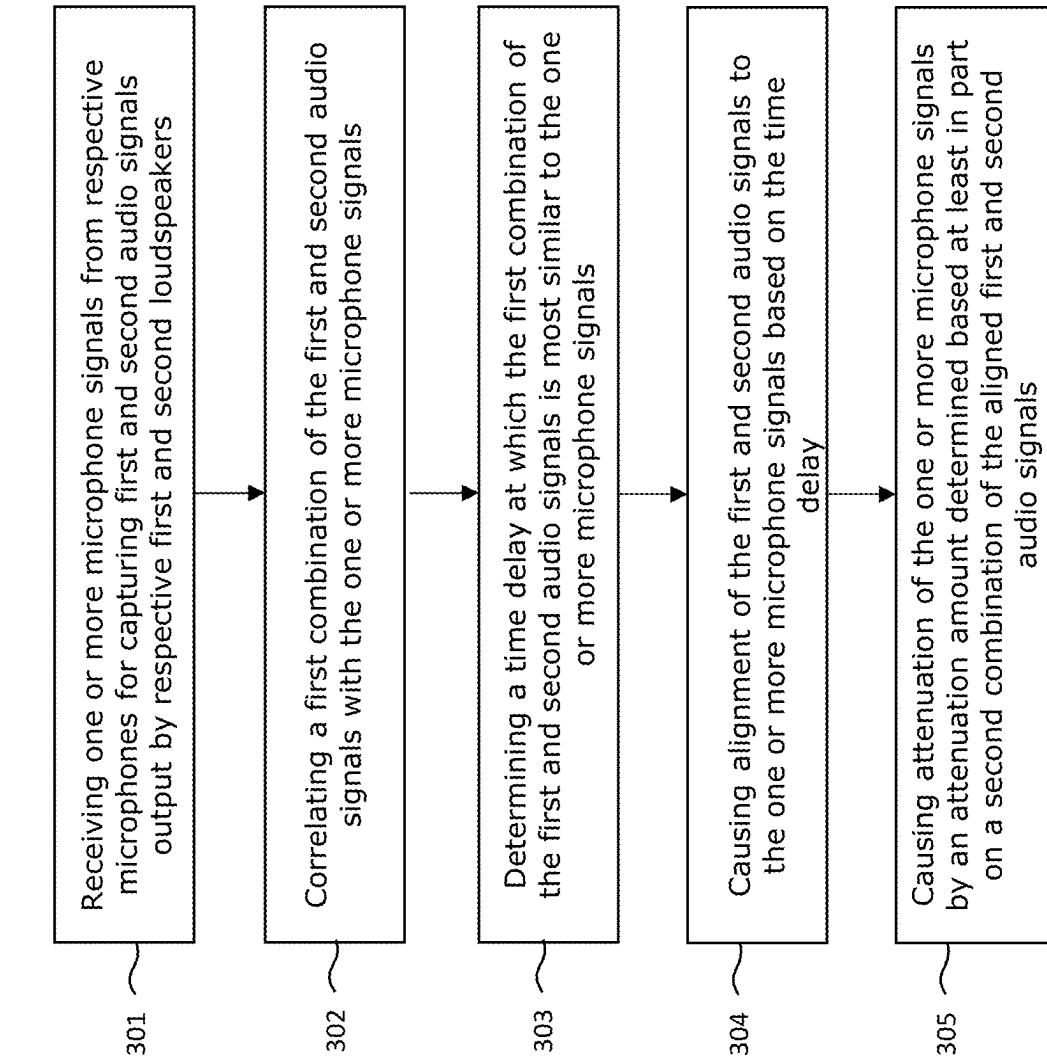 301
Receiving one or more microphone signals from respective
microphones for capturing first and second audio signals
output by respective first and second loudspeakers
302
Correlating a first combination of the first and second audio
signals with the one or more microphone signals
303
Determining a time delay at which the first combination of
the first and second audio signals is most similar to the one
or more microphone signals
304
Causing alignment of the first and second audio signals to
the one or more microphone signals based on the time
delay
305
Causing attenuation of the one or more microphone signals
by an attenuation amount determined based at least in part
on a second combination of the aligned first and second
audio signals